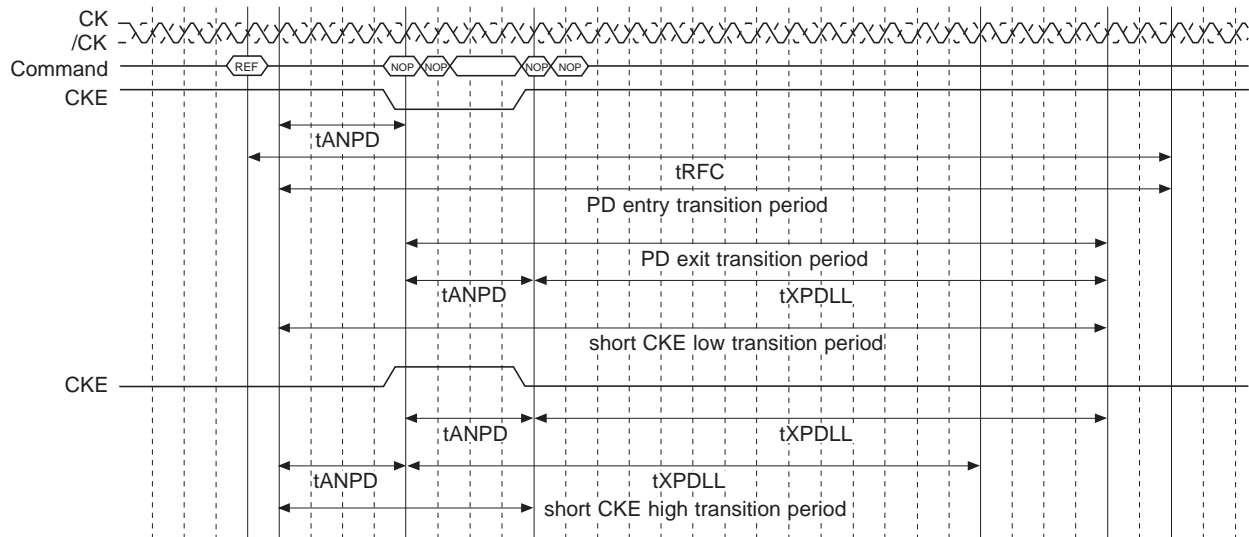 CK
/CK
Command REF NOP NOP NOP NOP
CKE
tANPD
tRFC
PD entry transition period
PD exit transition period
tANPD tXPDLL
short CKE low transition period
CKE
tANPD tXPDLL
tANPD tXPDLL
short CKE high transition period